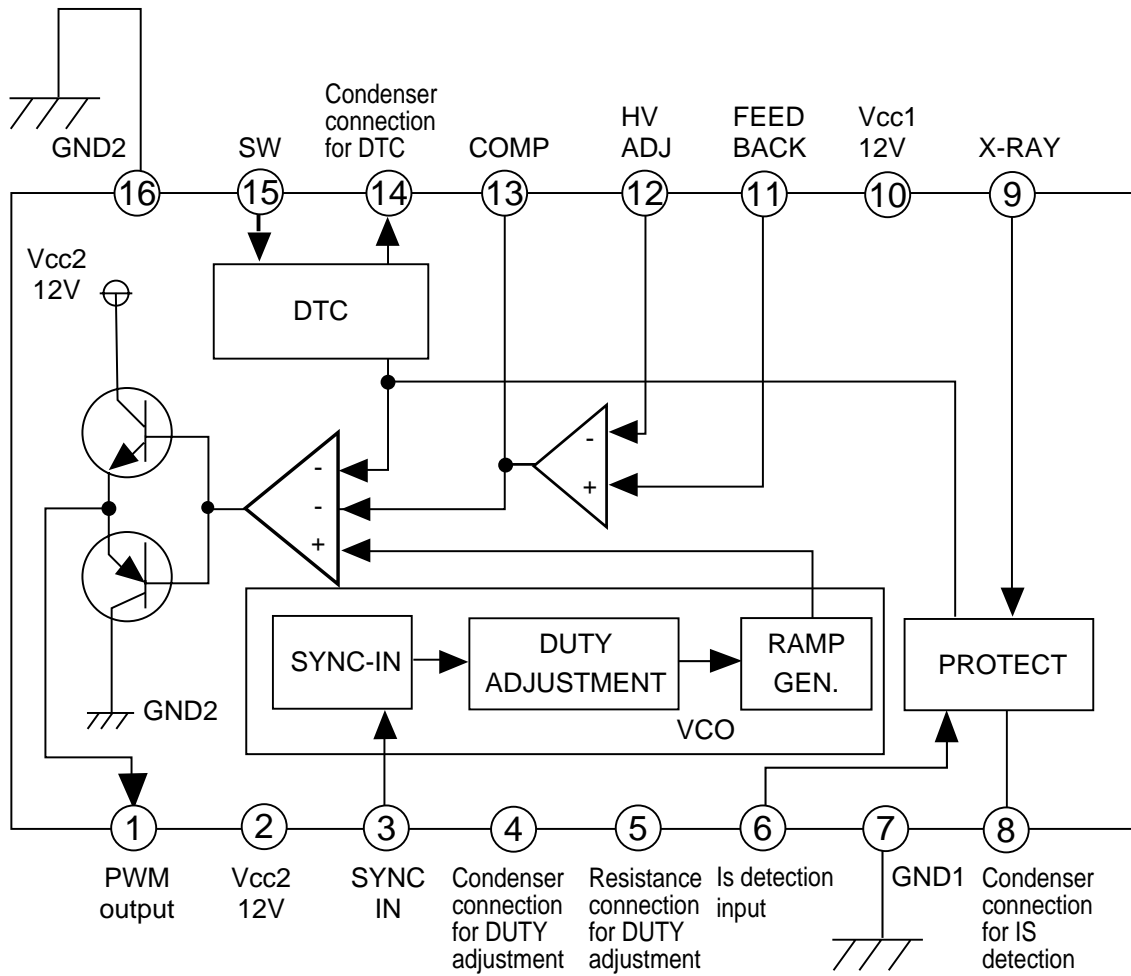 Condenser
connection
for DTC
GND2
SW
COMP
HV
ADJ
FEED
BACK
Vcc1
12V
X-RAY
16
15
14
13
12
11
10
9
Vcc2
12V
DTC
-
+
-
-
+
SYNC-IN
DUTY
ADJUSTMENT
RAMP
GEN.
VCO
PROTECT
GND2
1
2
3
4
5
6
7
8
PWM
output
Vcc2
12V
SYNC
IN
Condenser
connection
for DUTY
adjustment
Resistance
connection
for DUTY
adjustment
Is detection
input
GND1
Condenser
connection
for IS
detection